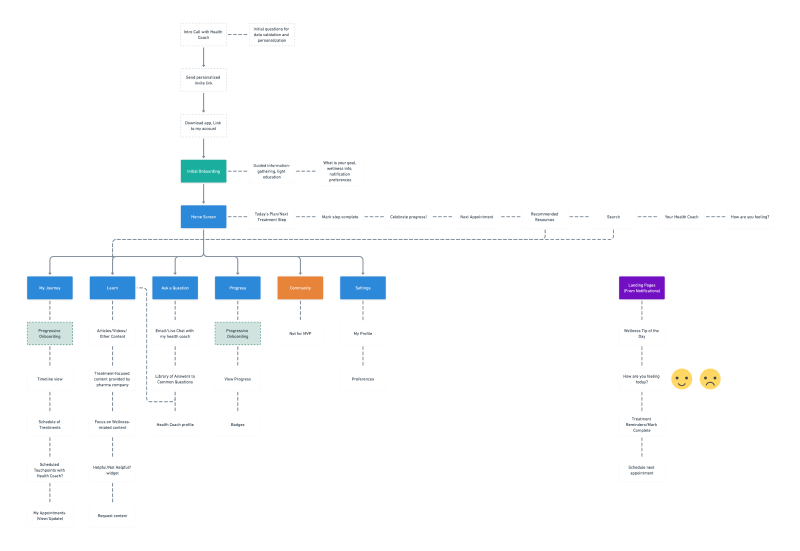 Intro Call with Health
Coach
Initial questions for
data validation and
personalization
Send personalized
invite link
Download app, Link
to my account
Initial Onboarding
Guided information-
gathering, light
education
What is your goal,
wellness info,
notification
preferences
Home Screen
Today's Plan/Next
Treatment Step
Mark step complete
Celebrate progress!
Next Appointment
Recommended
Resources
Search
Your Health Coach
How are you feeling?
My Journey
Learn
Ask a Question
Progress
Community
Settings
Landing Pages
(From Notifications)
Progressive
Onboarding
Articles/Videos/
Other Content
Email/Live Chat with
my health coach
Progressive
Onboarding
Not for MVP
My Profile
Wellness Tip of the
Day
Timeline view
Treatment-focused
content provided by
pharma company
Library of Answers to
Common Questions
View Progress
Preferences
How are you feeling
today?
Schedule of
Treatments
Focus on Wellness-
related content
Health Coach profile
Badges
Treatment
Reminders/Mark
Complete
Scheduled
Touchpoints with
Health Coach?
Helpful/Not Helpful?
widget
Schedule next
appointment
My Appointments
(View/Update)
Request content